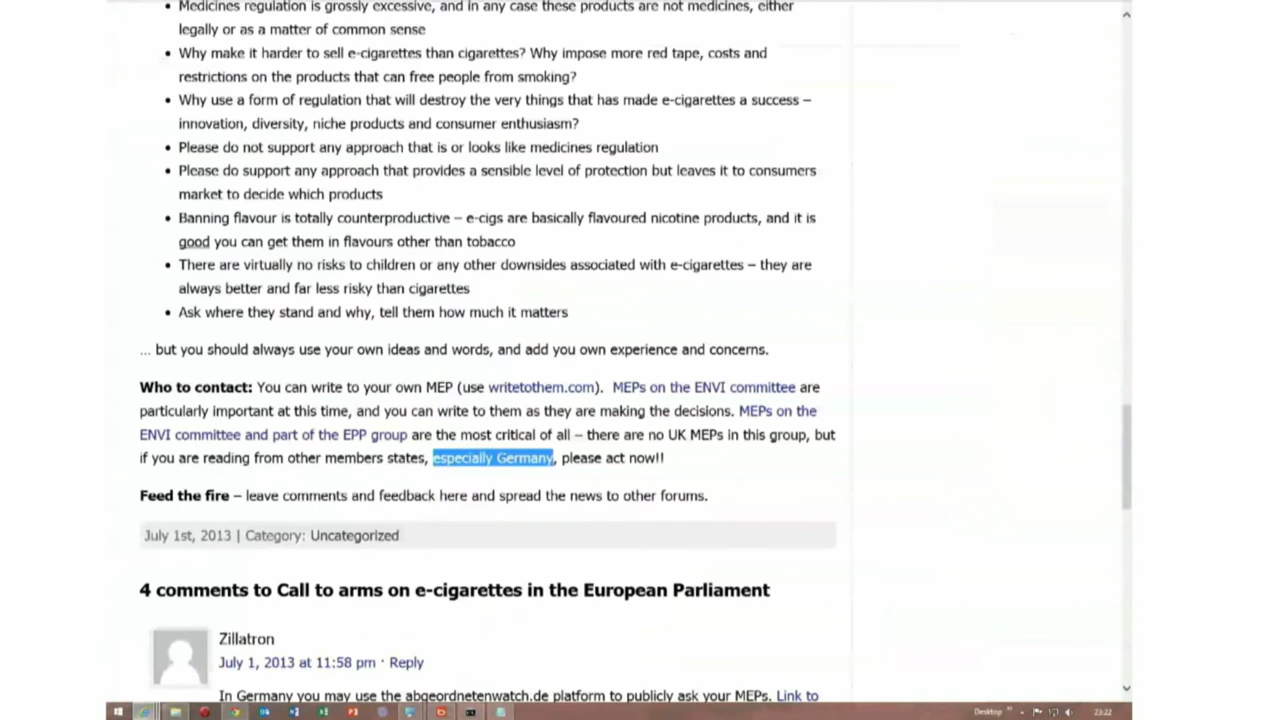 Medicines regulation is grossly excessive, and in any case these products are not medicines, either
legally or as a matter of common sense
Why make it harder to sell e-cigarettes than cigarettes? Why impose more red tape, costs and
restrictions on the products that can free people from smoking?
Why use a form of regulation that will destroy the very things that has made e-cigarettes a success –
innovation, diversity, niche products and consumer enthusiasm?
Please do not support any approach that is or looks like medicines regulation
Please do support any approach that provides a sensible level of protection but leaves it to consumers
market to decide which products
Banning flavour is totally counterproductive – e-cigs are basically flavoured nicotine products, and it is
good you can get them in flavours other than tobacco
There are virtually no risks to children or any other downsides associated with e-cigarettes – they are
always better and far less risky than cigarettes
Ask where they stand and why, tell them how much it matters
... but you should always use your own ideas and words, and add you own experience and concerns.
Who to contact: You can write to your own MEP (use writetothem.com). MEPs on the ENVI committee are
particularly important at this time, and you can write to them as they are making the decisions. MEPs on the
ENVI committee and part of the EPP group are the most critical of all – there are no UK MEPs in this group, but
if you are reading from other members states, especially Germany, please act now!!
Feed the fire – leave comments and feedback here and spread the news to other forums.
July 1st, 2013 | Category: Uncategorized
4 comments to Call to arms on e-cigarettes in the European Parliament
Zillatron
July 1, 2013 at 11:58 pm · Reply
In Germany you may use the abgeordnetenwatch.de platform to publicly ask your MEPs. Link to
Desktop
23:22